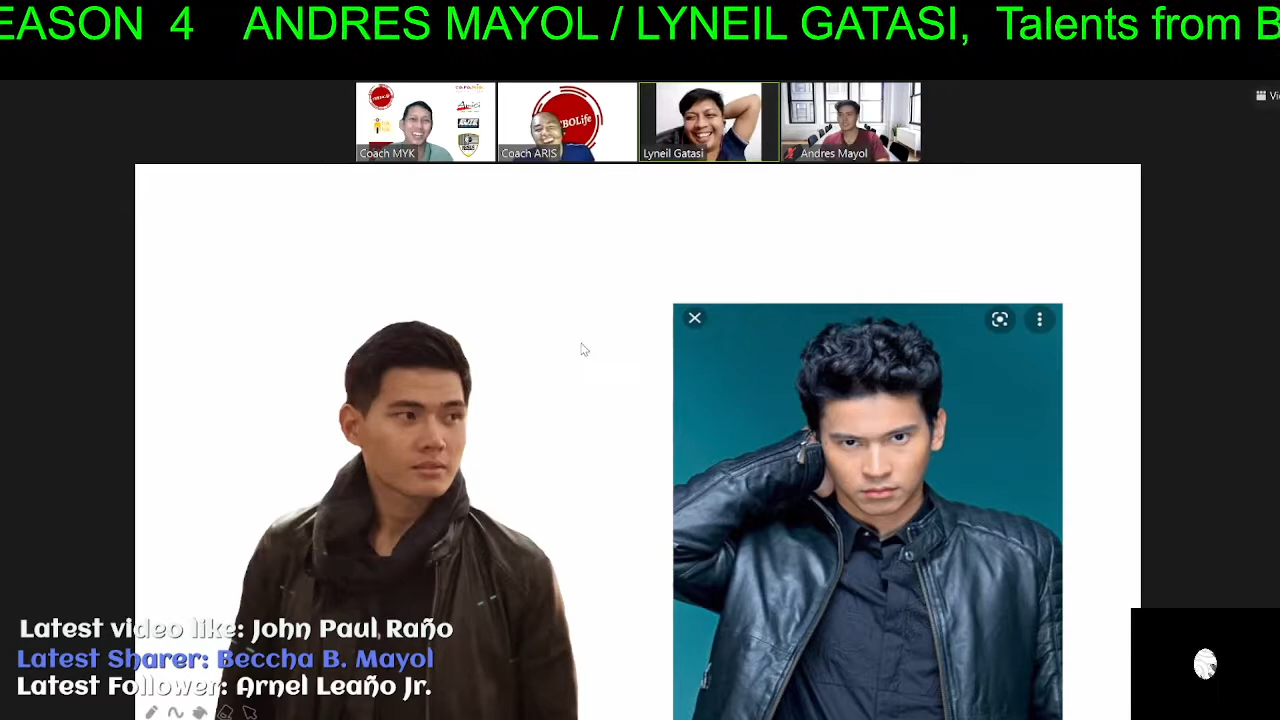 EASON 4 ANDRES MAYOL / LYNEIL GATASI, Talents from B
Coach MYK
Coach ARIS
BOLife
Lyneil Gatasi
Andres Mayol
Latest video like: John Paul Raño
Latest Sharer: Beccha B. Mayol
Latest Follower: Arnel Leaño Jr.